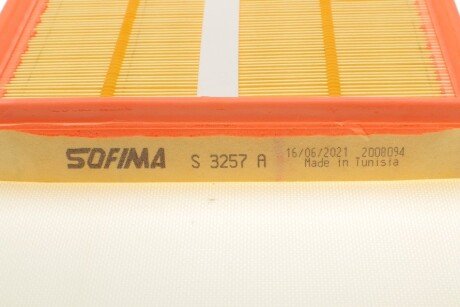 SOFIMA S 3257 A 16/06/2021 2008094
Made in Tunisia